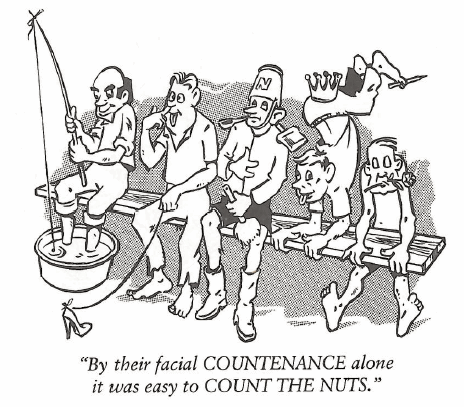 N
"By their facial COUNTENANCE alone
it was easy to COUNT THE NUTS."